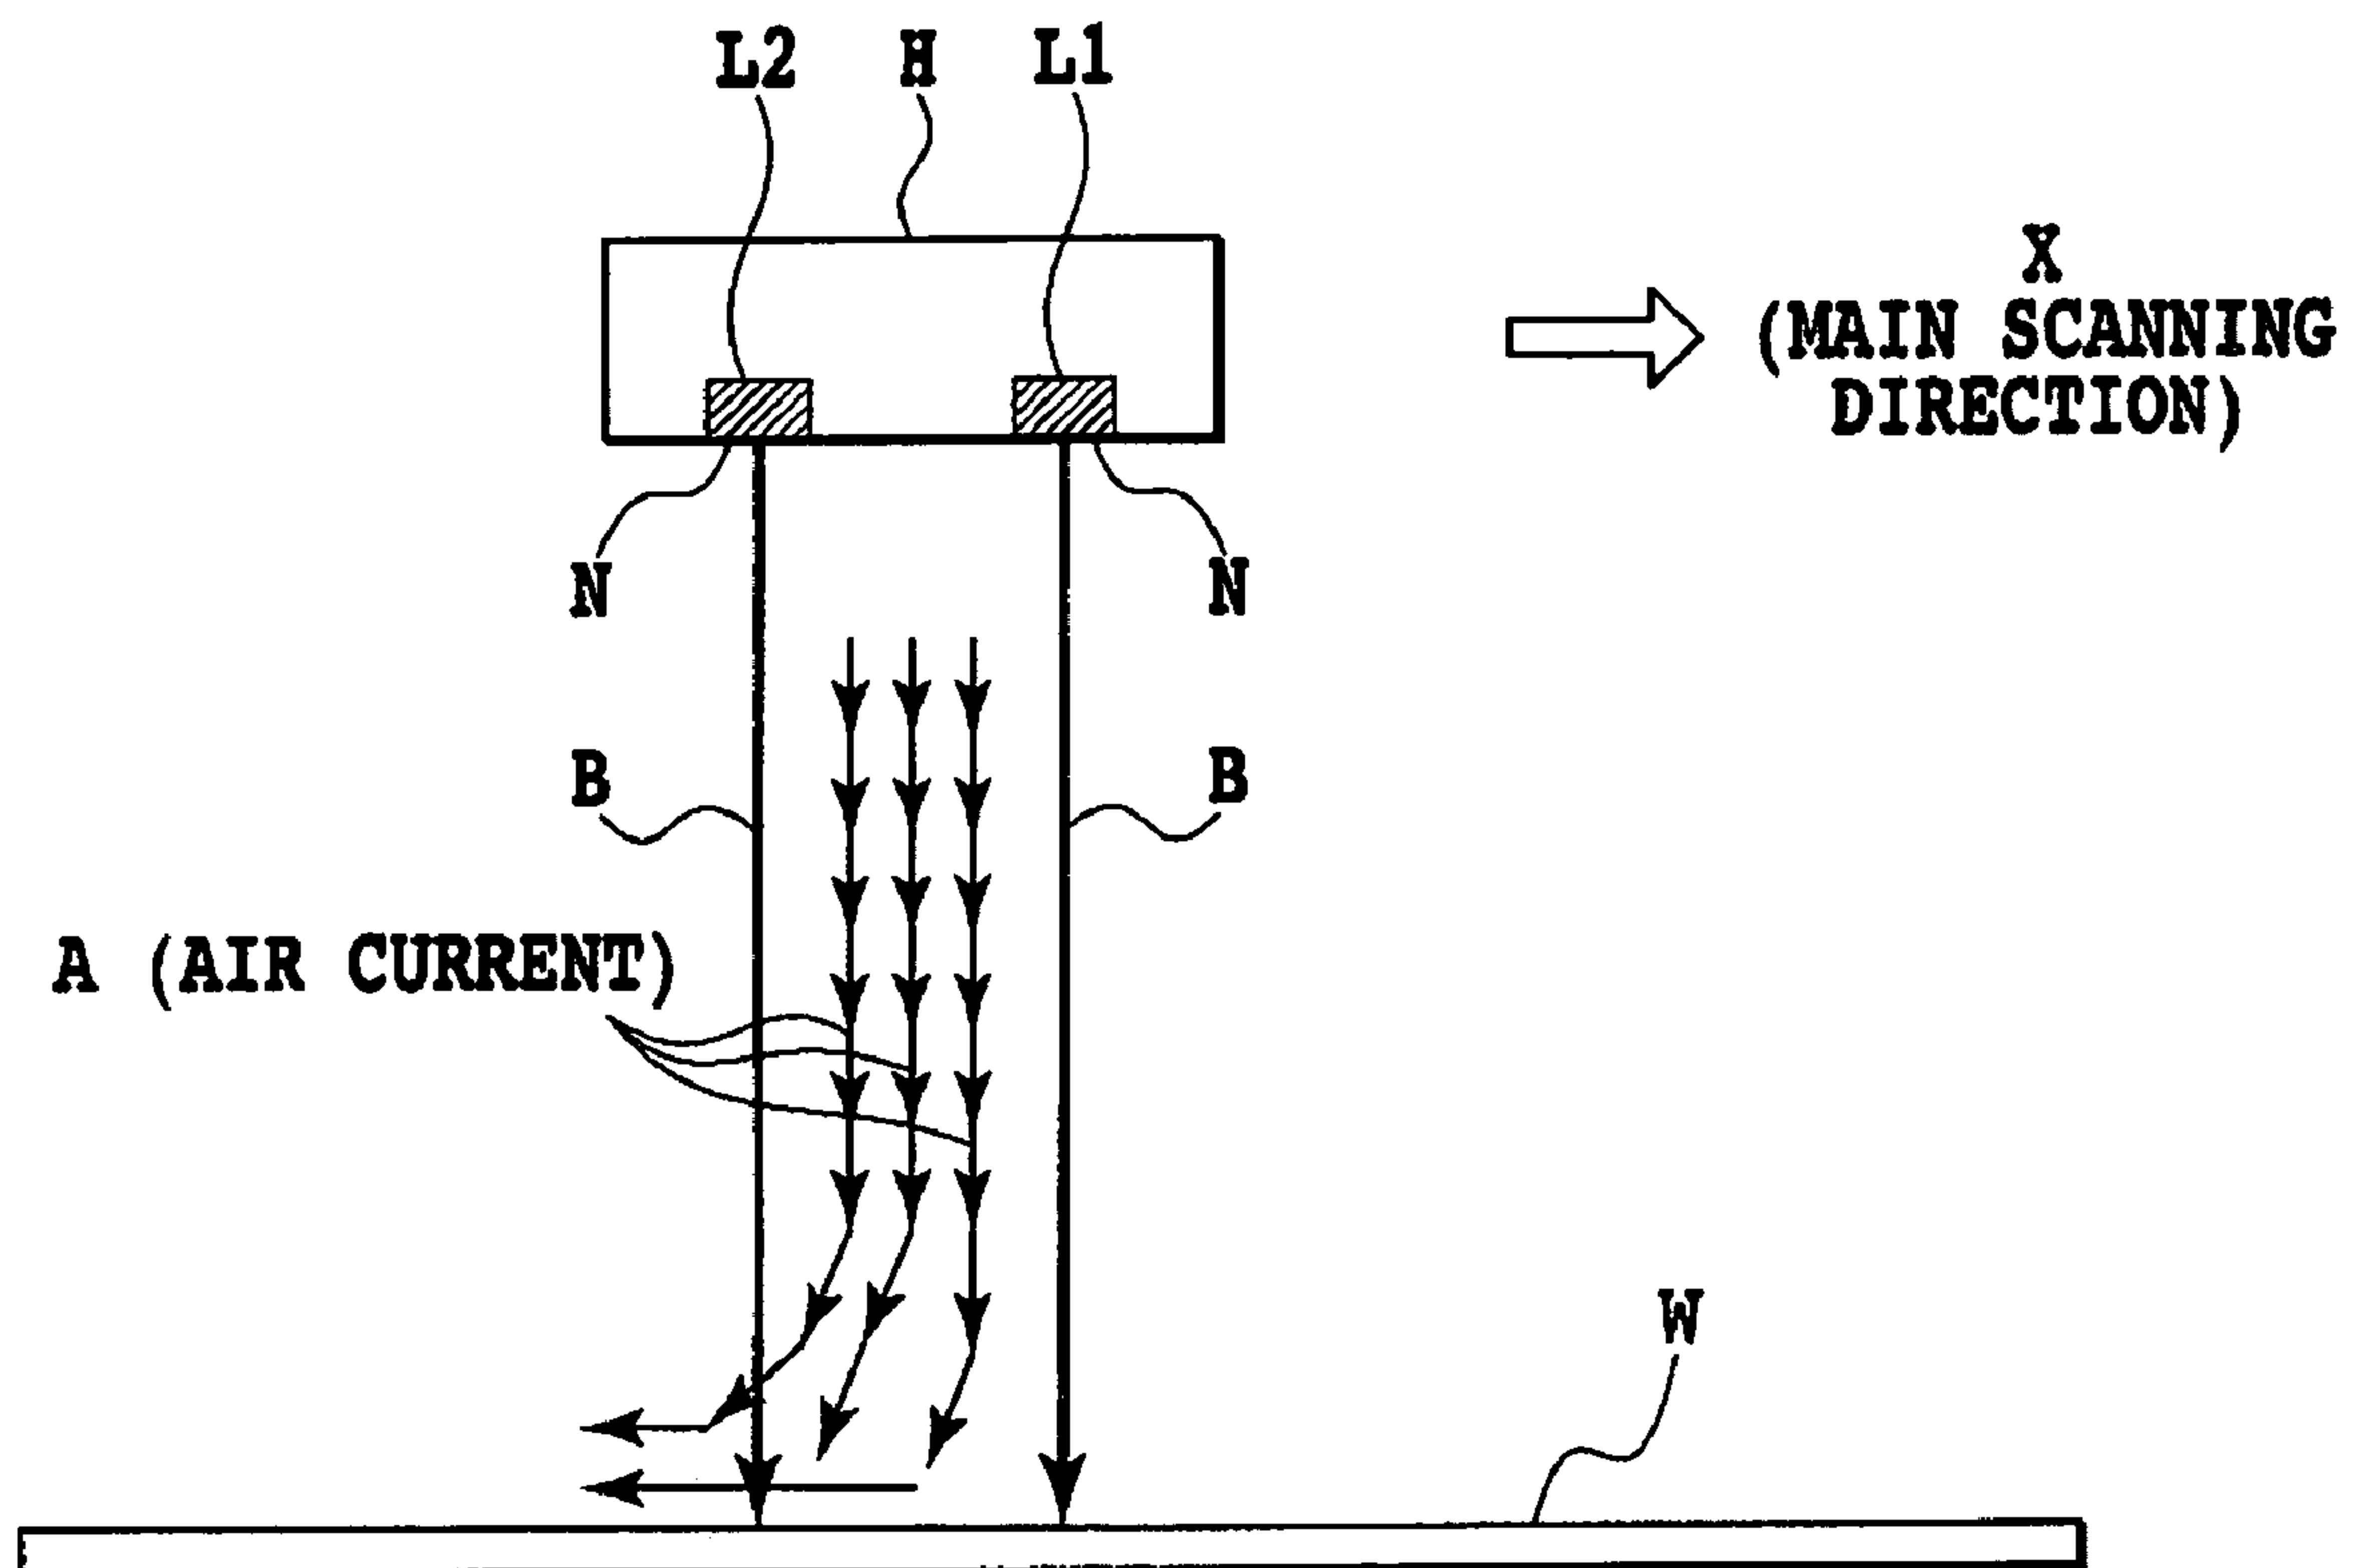 L2 H L1
X
(MAIN SCANNING
DIRECTION)
N N
B B
A (AIR CURRENT)
W